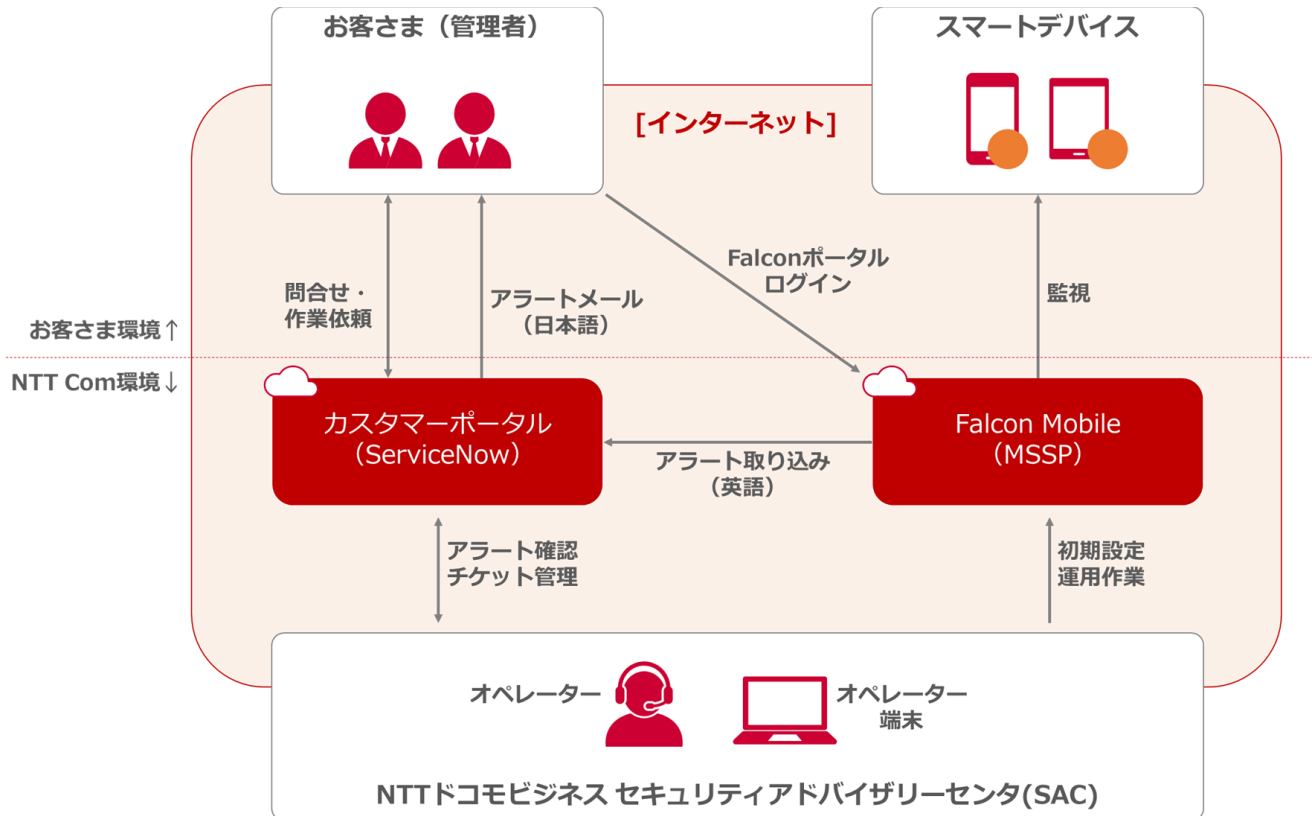 お客さま（管理者）
スマートデバイス
[インターネット]
Falconポータル
ログイン
問合せ・
作業依頼
アラートメール
（日本語）
監視
お客さま環境↑
NTT Com環境↓
カスタマーポータル
（ServiceNow）
アラート取り込み
（英語）
Falcon Mobile
（MSSP）
アラート確認
チケット管理
初期設定
運用作業
オペレーター
オペレーター
端末
NTTドコモビジネス セキュリティアドバイザリーセンタ(SAC)